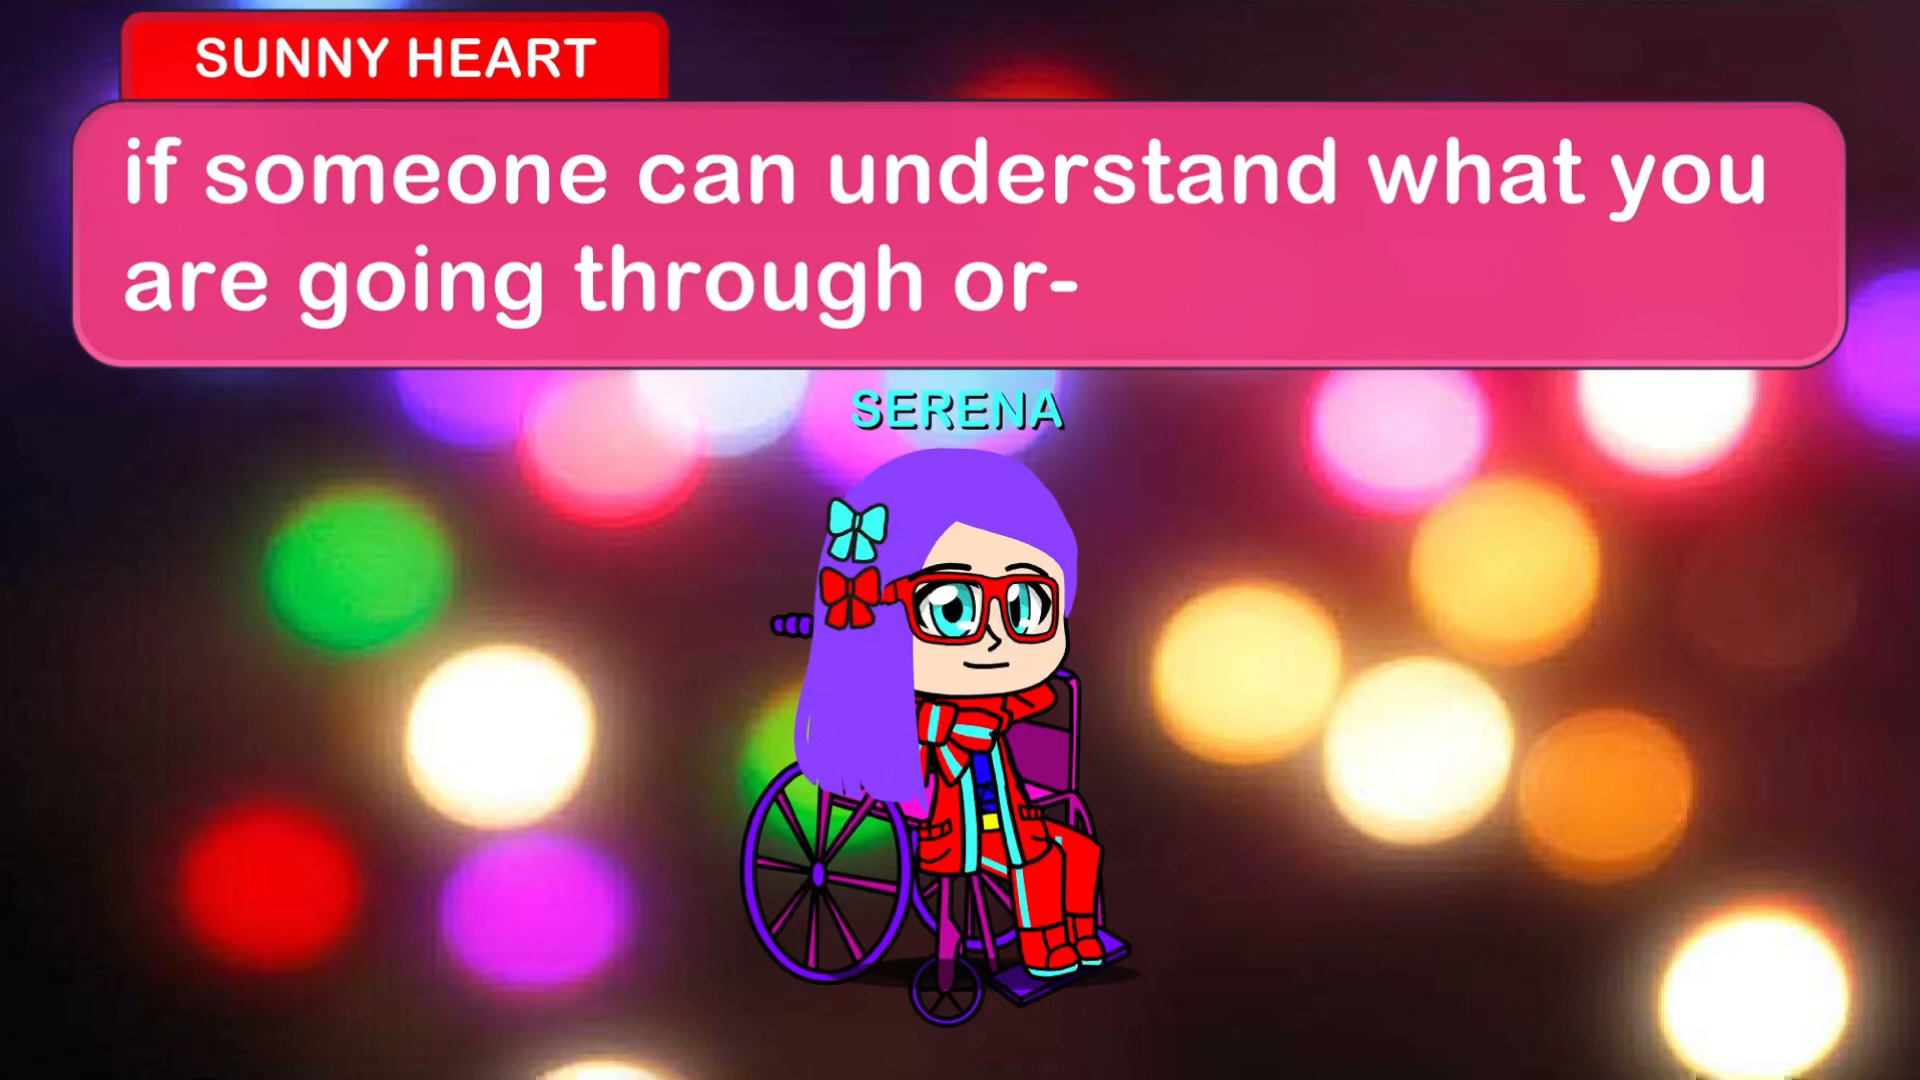 SUNNY HEART
if someone can understand what you
are going through or-
SERENA